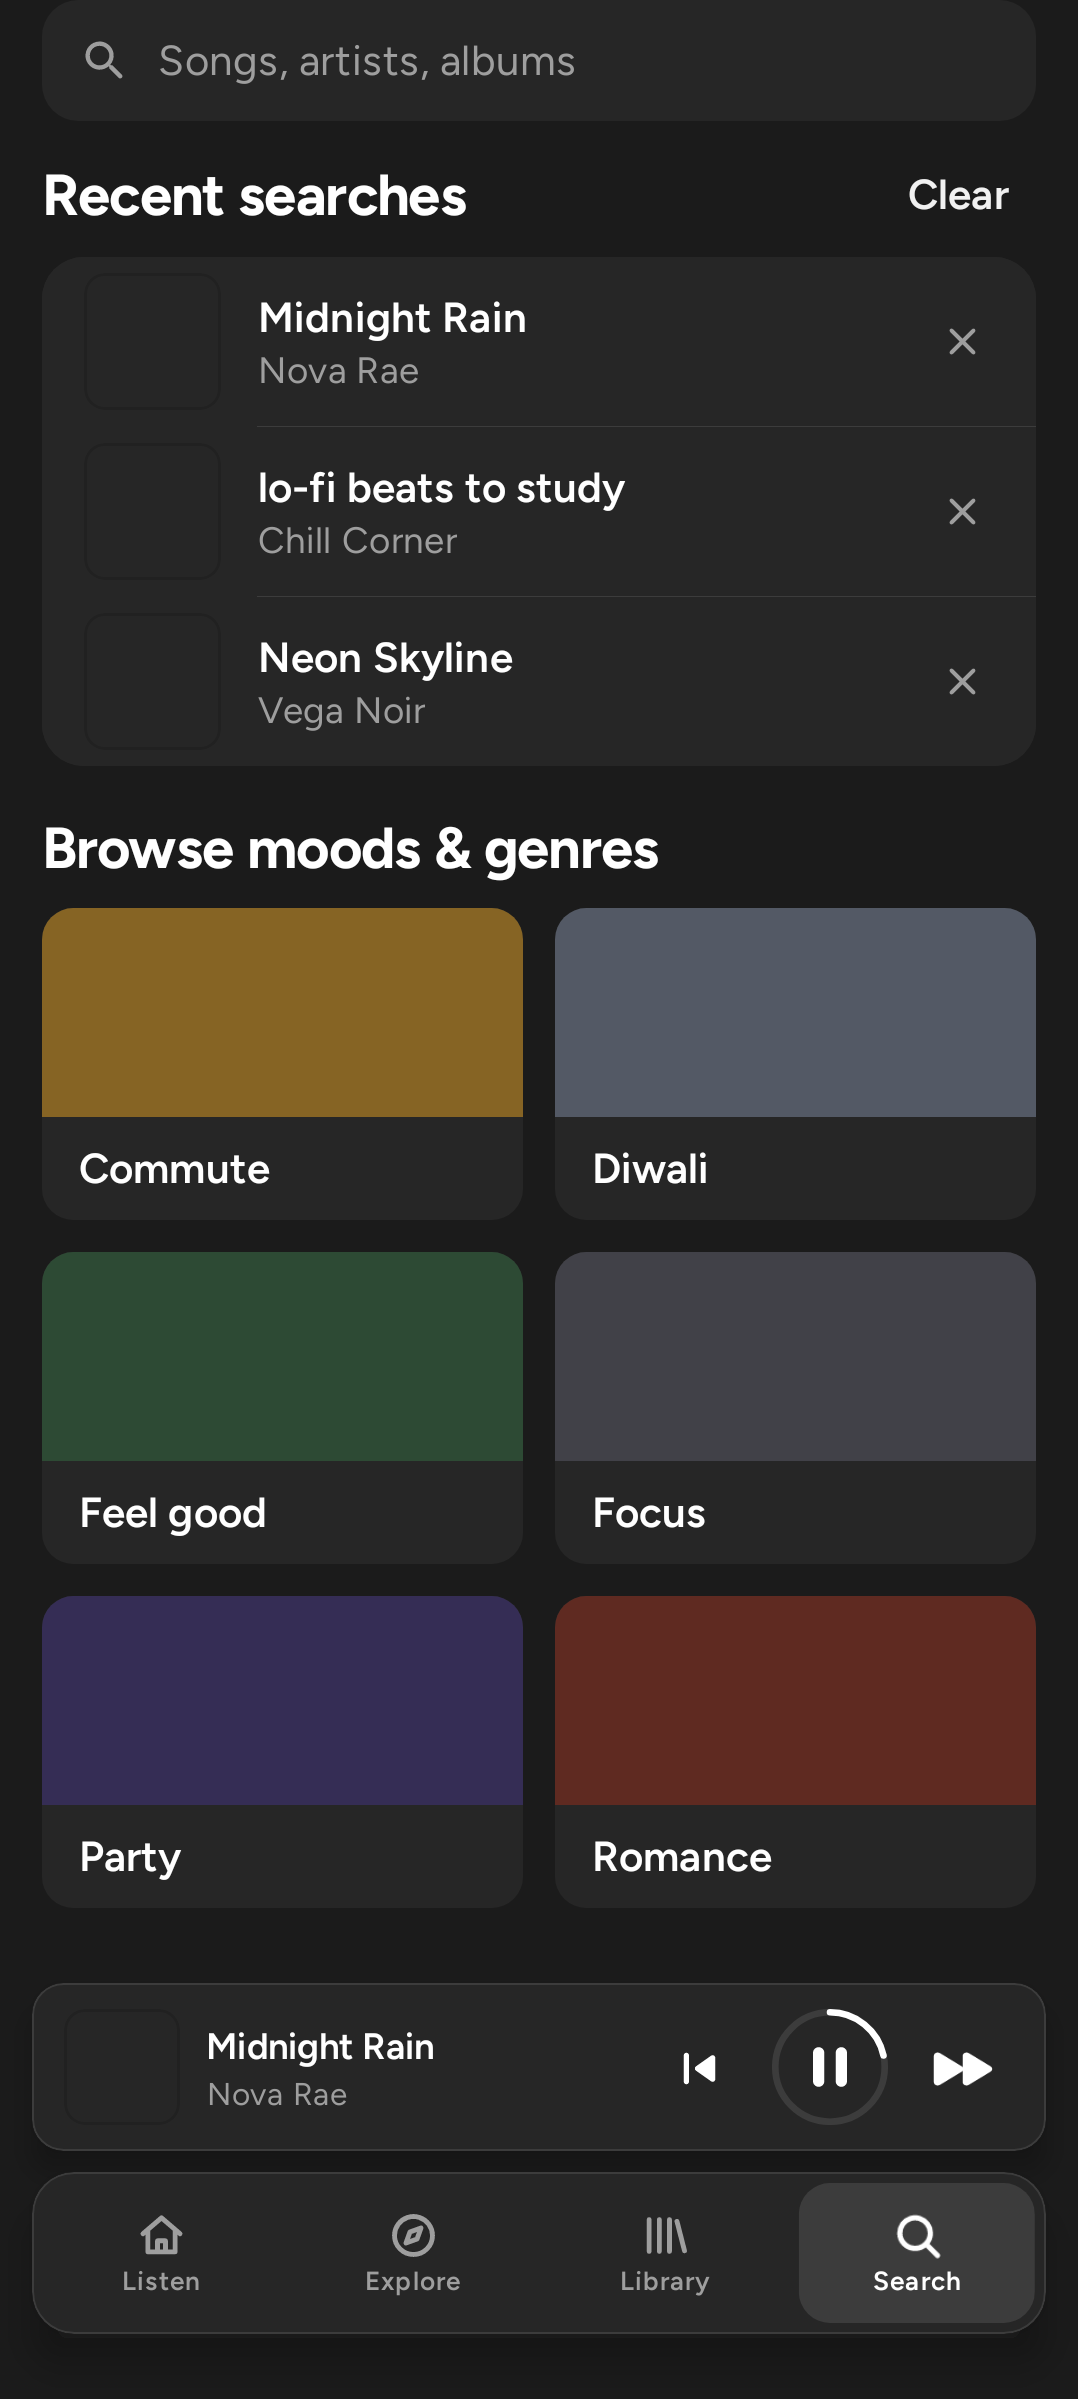 Songs, artists, albums
Recent searches
Clear
Midnight Rain
Nova Rae
lo-fi beats to study
Chill Corner
Neon Skyline
Vega Noir
Browse moods & genres
Commute
Diwali
Feel good
Focus
Party
Romance
Midnight Rain
Nova Rae
Listen
Explore
Library
Search